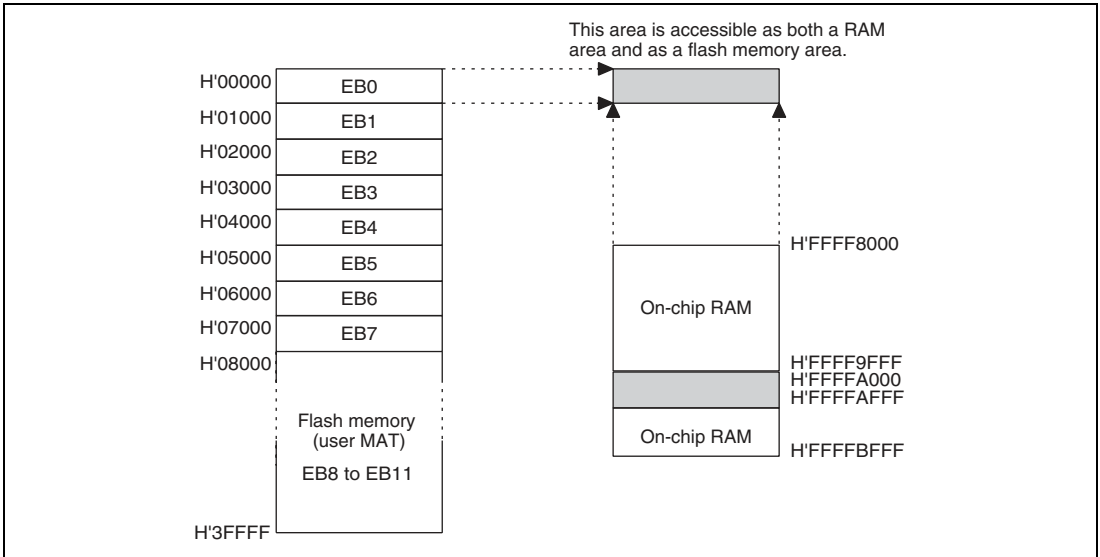 This area is accessible as both a RAM
area and as a flash memory area.
H'00000
EB0
H'01000
EB1
H'02000
EB2
H'03000
EB3
H'04000
EB4
H'05000
EB5
H'06000
EB6
H'07000
EB7
H'08000
Flash memory
(user MAT)
EB8 to EB11
H'3FFFF
H'FFFF8000
On-chip RAM
H'FFFF9FFF
H'FFFFA000
H'FFFFAFFF
On-chip RAM
H'FFFFBFFF